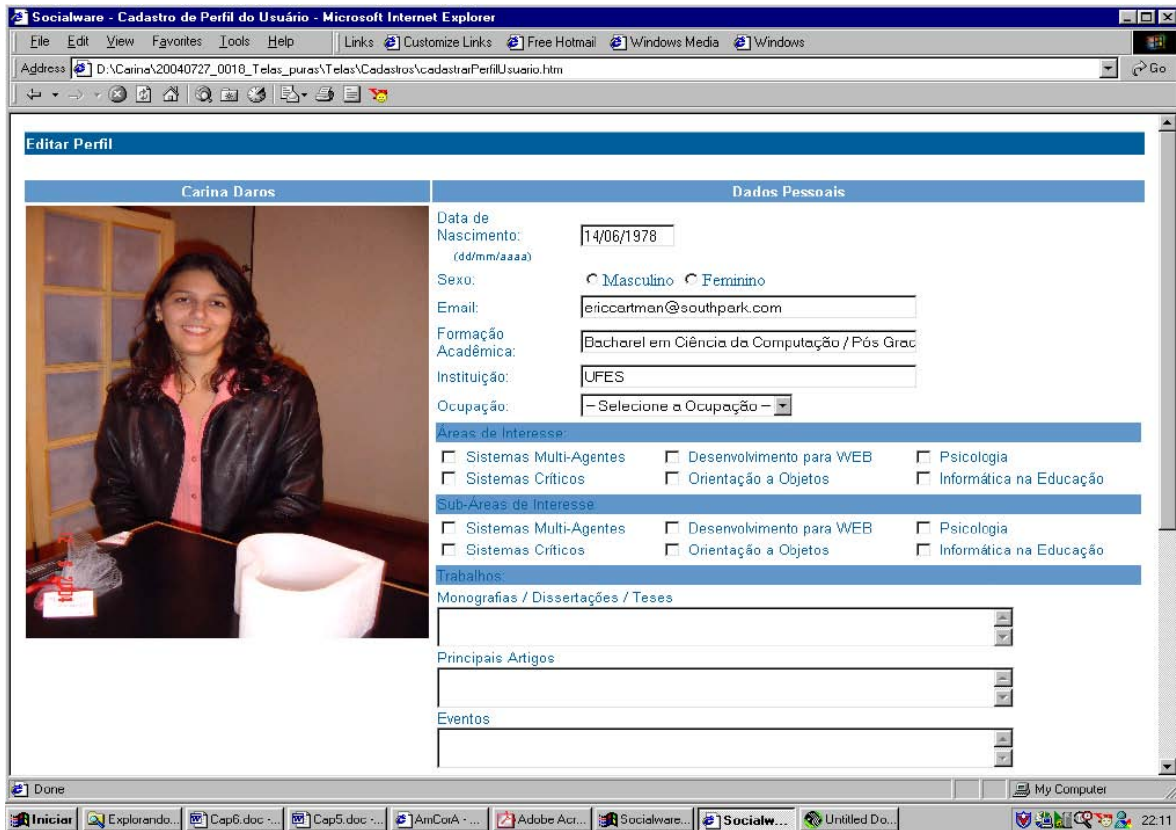 Socialware - Cadastro de Perfil do Usuário - Microsoft Internet Explorer
File Edit View Favorites Tools Help Links Customize Links Free Hotmail Windows Media Windows
Address D:\Carina\20040727_0018_Telas_puras\Telas\Cadastros\cadastrarPerfilUsuario.htm Go
Editar Perfil
Carina Daros
Dados Pessoais
Data de
Nascimento: 14/06/1978
(dd/mm/aaaa)
Sexo: Masculino Feminino
Email: ericcartman@southpark.com
Formação
Acadêmica: Bacharel em Ciência da Computação / Pós Grac
Instituição: UFES
Ocupação: -- Selecione a Ocupação --
Áreas de Interesse:
Sistemas Multi-Agentes Desenvolvimento para WEB Psicologia
Sistemas Críticos Orientação a Objetos Informática na Educação
Sub-Áreas de Interesse
Sistemas Multi-Agentes Desenvolvimento para WEB Psicologia
Sistemas Críticos Orientação a Objetos Informática na Educação
Trabalhos:
Monografias / Dissertações / Teses
Principais Artigos
Eventos
Done My Computer
Iniciar Explorando... Cap6.doc -... Cap5.doc -... AmCorA - ... Adobe Acr... Socialware... Socialw... Untitled Do... 22:11